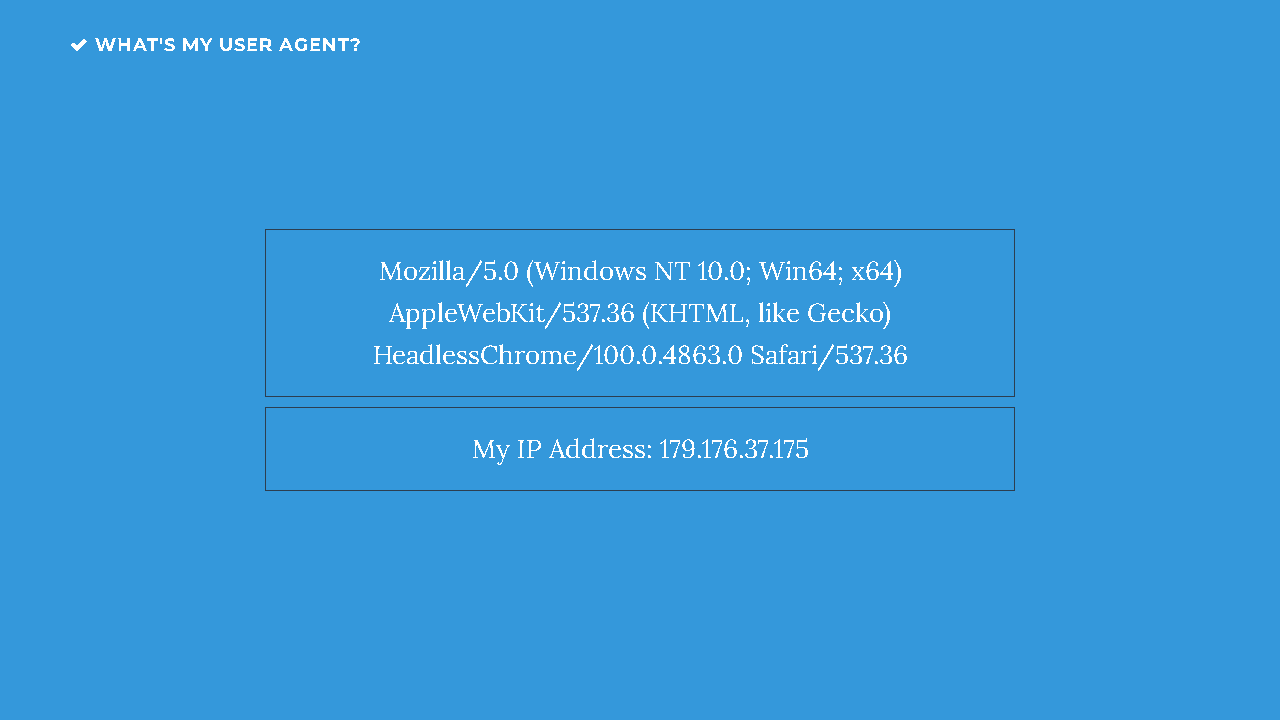 WHAT'S MY USER AGENT?
Mozilla/5.0 (Windows NT 10.0; Win64; x64)
AppleWebKit/537.36 (KHTML, like Gecko)
HeadlessChrome/100.0.4863.0 Safari/537.36
My IP Address: 179.176.37.175